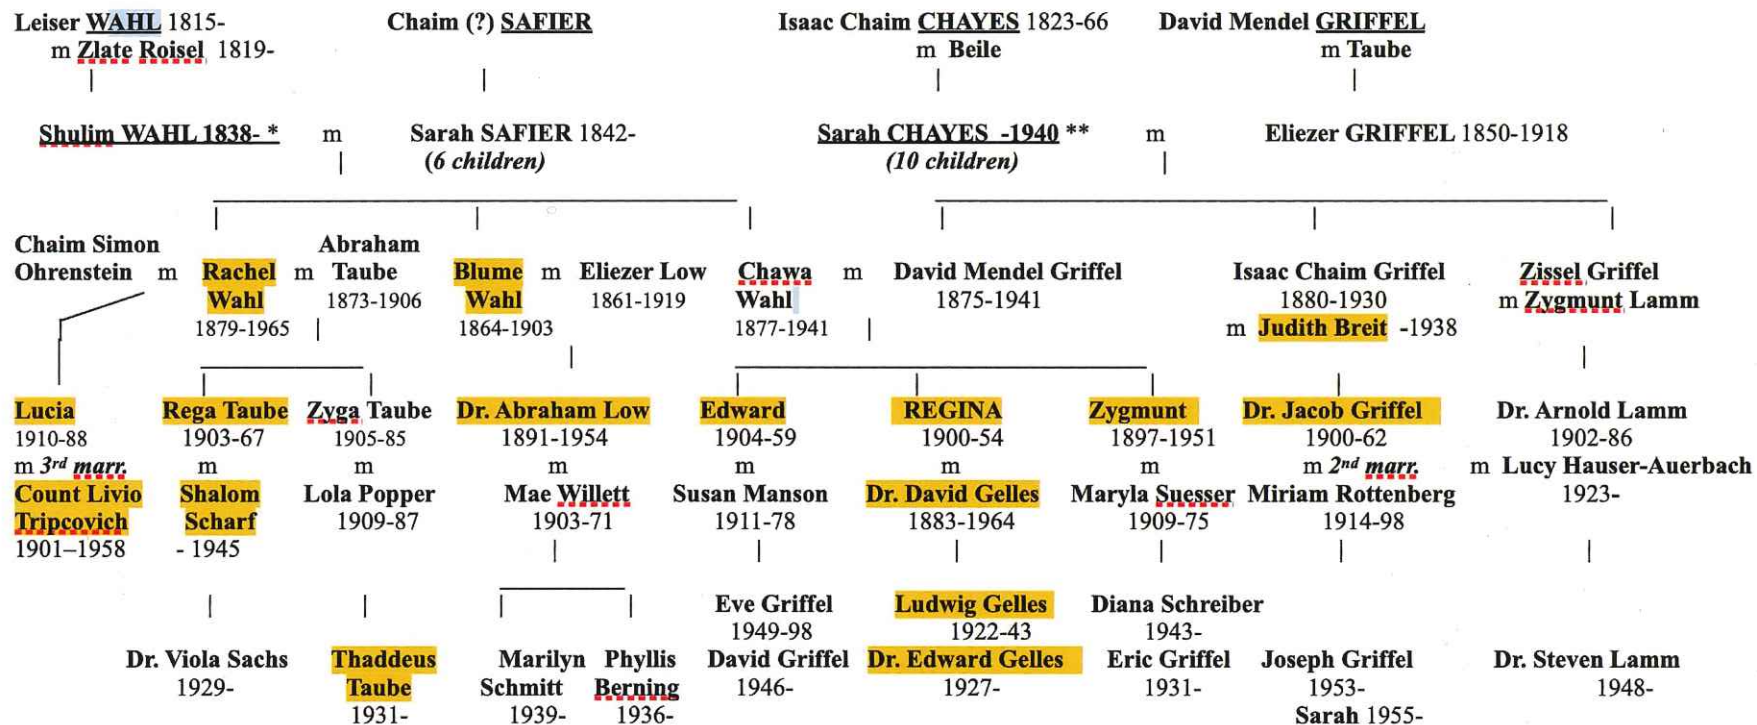 Leiser WAHL 1815- Chaim (?) SAFIER Isaac Chaim CHAYES 1823-66 David Mendel GRIFFEL
m Zlate Roisel 1819- m Beile m Taube
Shulim WAHL 1838- * m Sarah SAFIER 1842- Sarah CHAYES -1940 ** m Eliezer GRIFFEL 1850-1918
(6 children) (10 children)
Chaim Simon Abraham
Ohrenstein m Rachel m Taube Blume m Eliezer Low Chawa m David Mendel Griffel Isaac Chaim Griffel Zissel Griffel
Wahl 1873-1906 Wahl 1861-1919 Wahl 1875-1941 1880-1930 m Zygmunt Lamm
1879-1965 1864-1903 1877-1941 m Judith Breit -1938
Lucia Rega Taube Zyga Taube Dr. Abraham Low Edward REGINA Zygmunt Dr. Jacob Griffel Dr. Arnold Lamm
1910-88 1903-67 1905-85 1891-1954 1904-59 1900-54 1897-1951 1900-62 1902-86
m 3rd marr. m m m m m m m 2nd marr. m Lucy Hauser-Auerbach
Count Livio Shalom Lola Popper Mae Willett Susan Manson Dr. David Gelles Maryla Suesser Miriam Rottenberg 1923-
Tripcovich Scharf 1909-87 1903-71 1911-78 1883-1964 1909-75 1914-98
1901–1958 - 1945
Eve Griffel Ludwig Gelles Diana Schreiber
1949-98 1922-43 1943-
Dr. Viola Sachs Thaddeus Marilyn Phyllis David Griffel Dr. Edward Gelles Eric Griffel Joseph Griffel Dr. Steven Lamm
1929- Taube Schmitt Berning 1946- 1927- 1931- 1953- 1948-
1931- 1939- 1936- Sarah 1955-